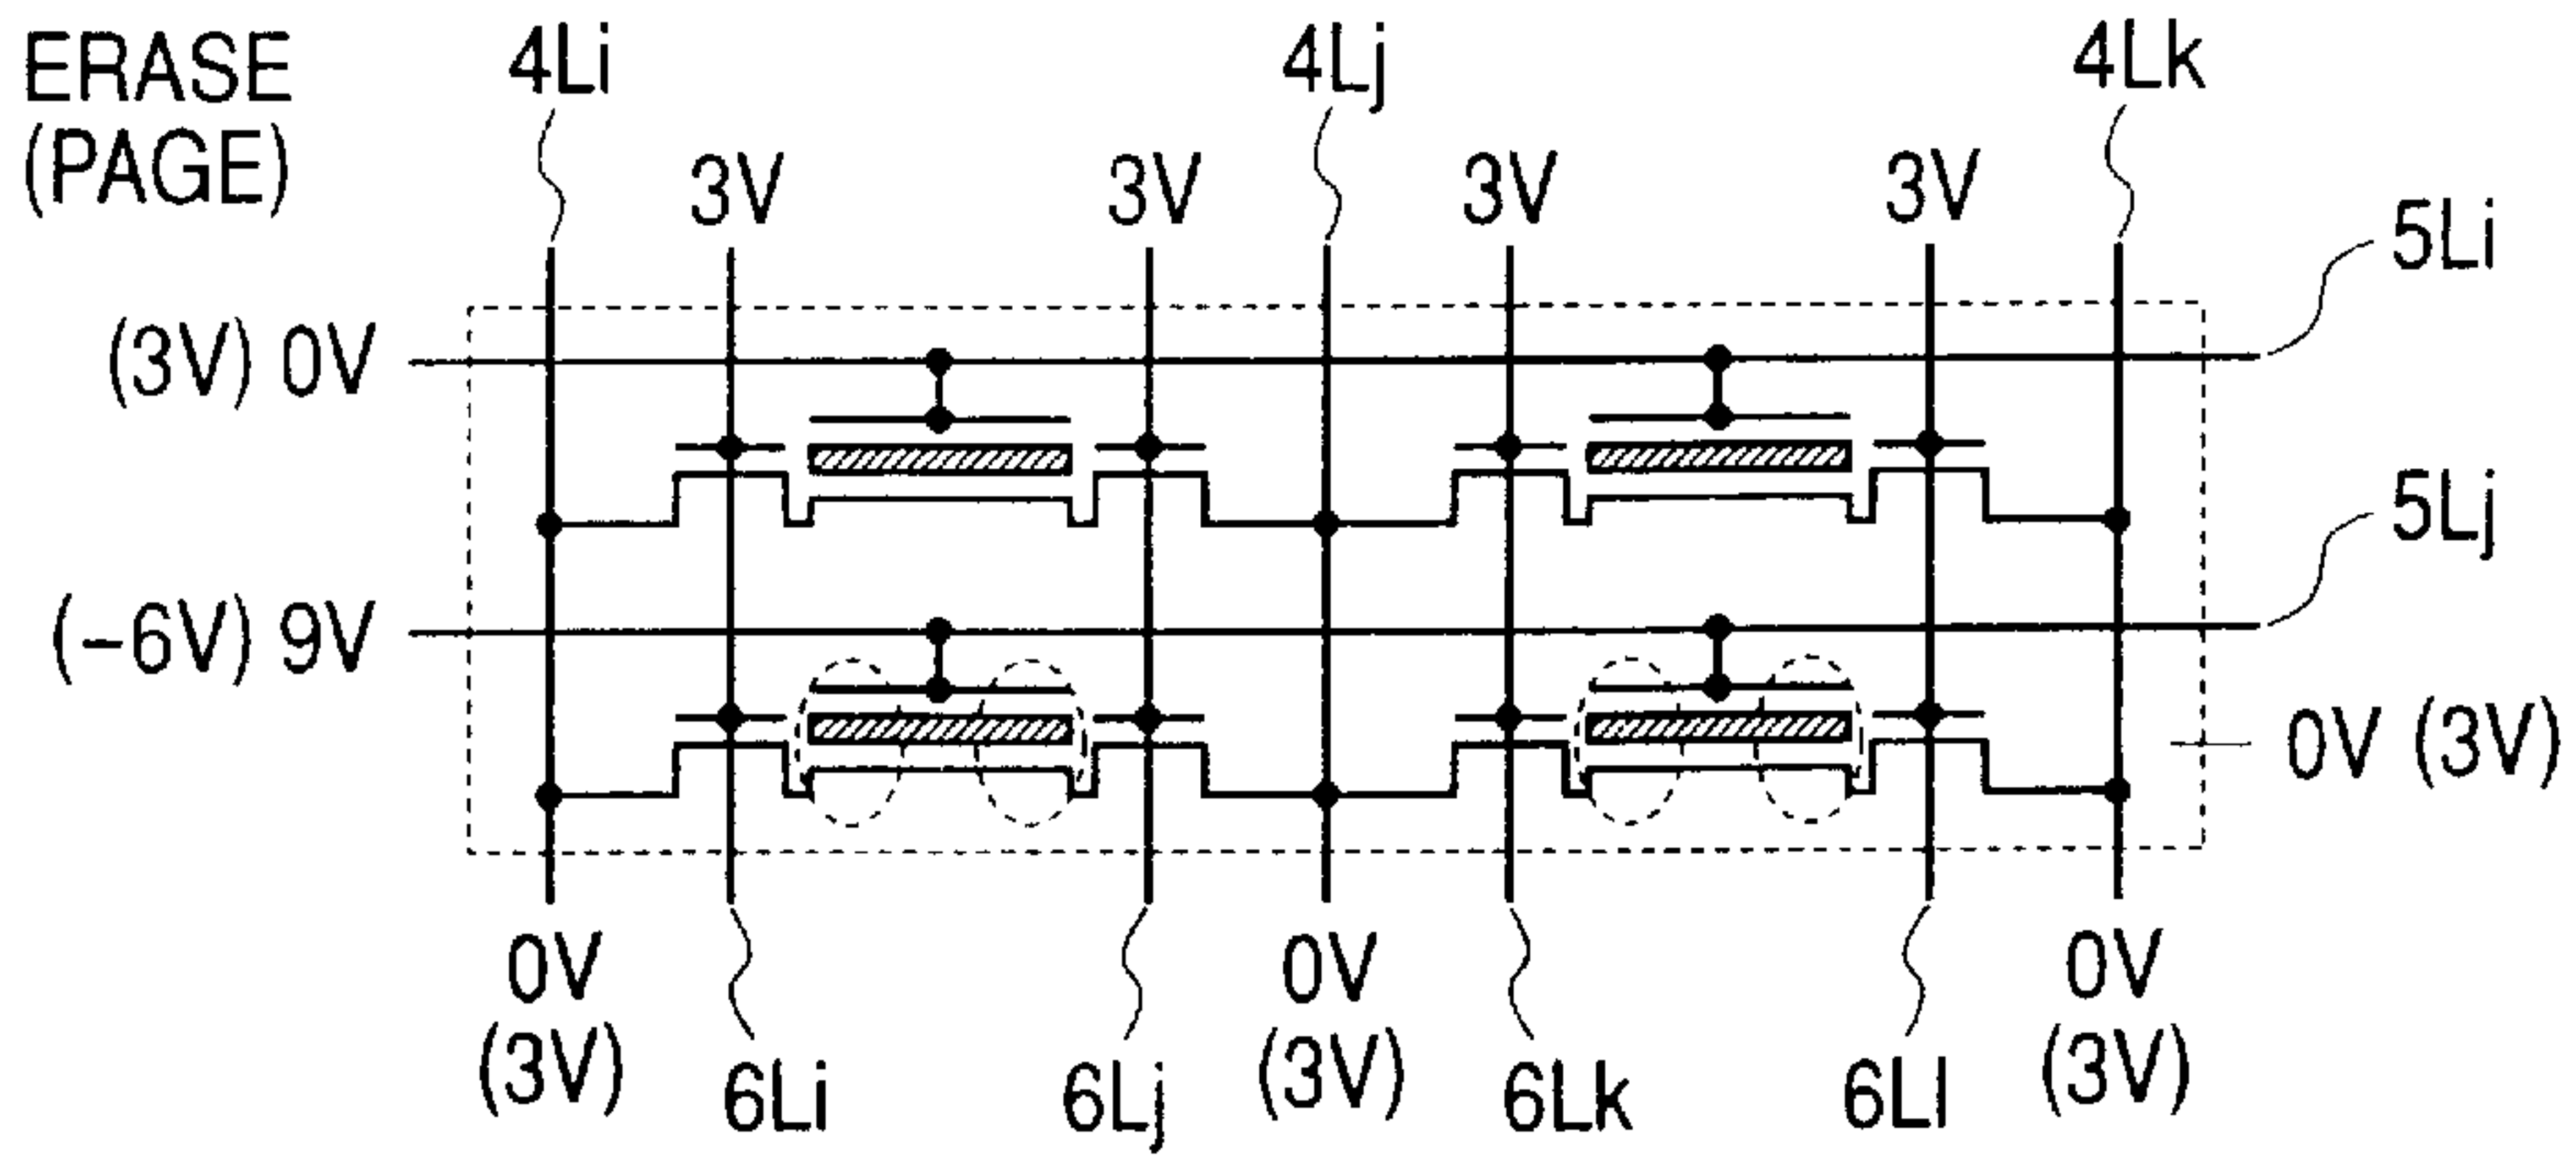 ERASE
(PAGE)
4Li
4Lj
4Lk
3V
3V
3V
3V
5Li
(3V) 0V
5Lj
(-6V) 9V
0V (3V)
0V
(3V)
0V
(3V)
0V
(3V)
6Li
6Lj
6Lk
6Ll